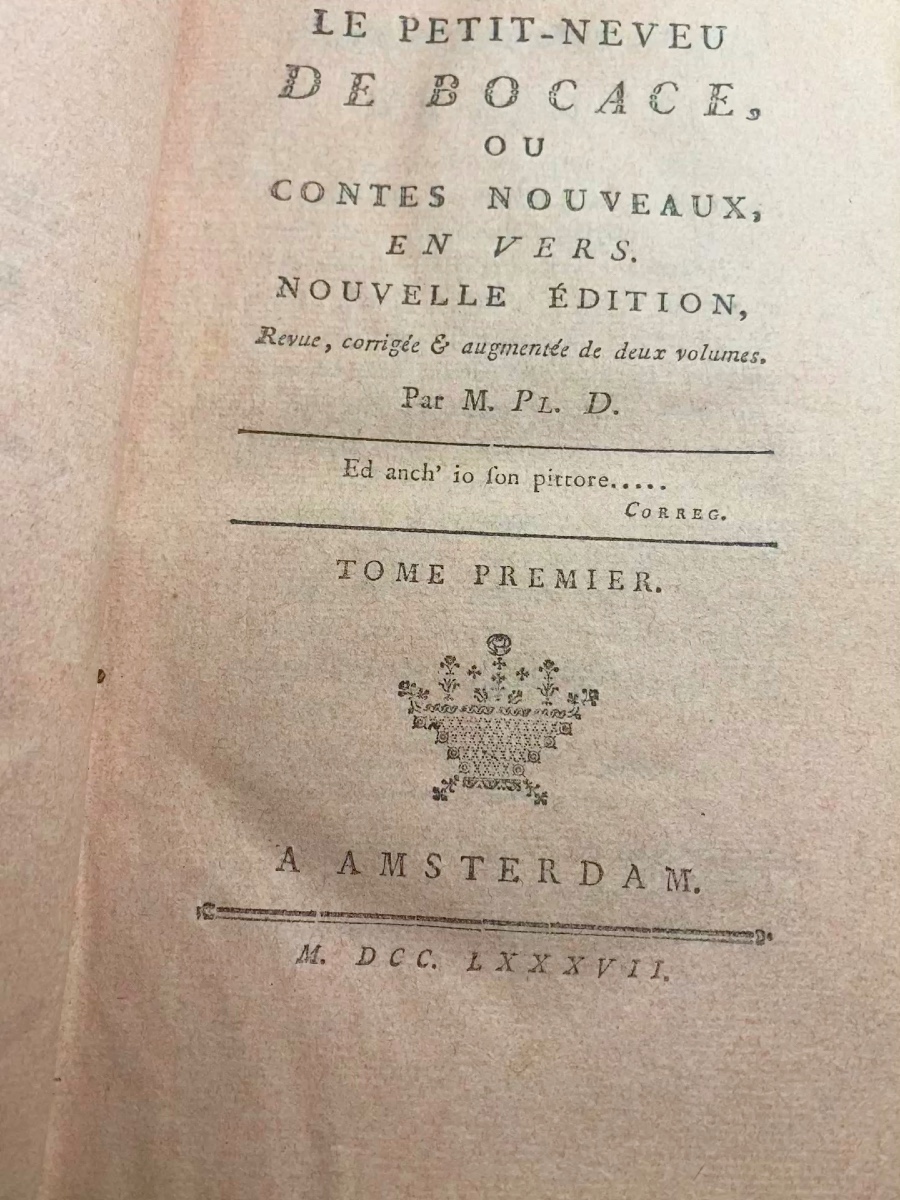 LE PETIT-NEVEU
DE BOCACE,
OU
CONTES NOUVEAUX,
EN VERS.
NOUVELLE ÉDITION,
Revue, corrigée & augmentée de deux volumes.
Par M. PL. D.
Ed anch' io ſon pittore.....
CORREG.
TOME PREMIER.
A AMSTERDAM.
M. DCC. LXXXVII.